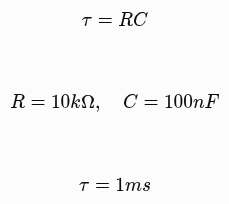 τ = RC
R = 10kΩ, C = 100nF
τ = 1ms